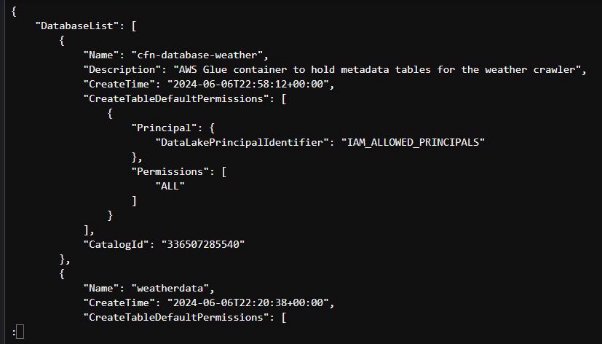 {
    "DatabaseList": [
        {
            "Name": "cfn-database-weather",
            "Description": "AWS Glue container to hold metadata tables for the weather crawler",
            "CreateTime": "2024-06-06T22:58:12+00:00",
            "CreateTableDefaultPermissions": [
                {
                    "Principal": {
                        "DataLakePrincipalIdentifier": "IAM_ALLOWED_PRINCIPALS"
                    },
                    "Permissions": [
                        "ALL"
                    ]
                }
            ],
            "CatalogId": "336507285540"
        },
        {
            "Name": "weatherdata",
            "CreateTime": "2024-06-06T22:20:38+00:00",
            "CreateTableDefaultPermissions": [
: